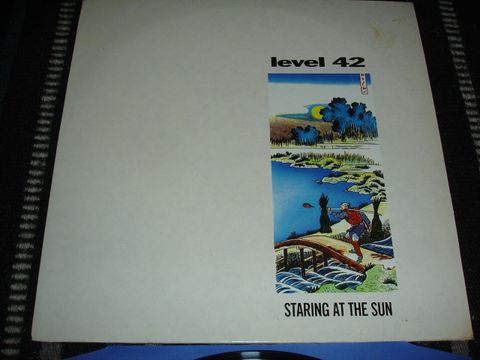 level 42
STARING AT THE SUN